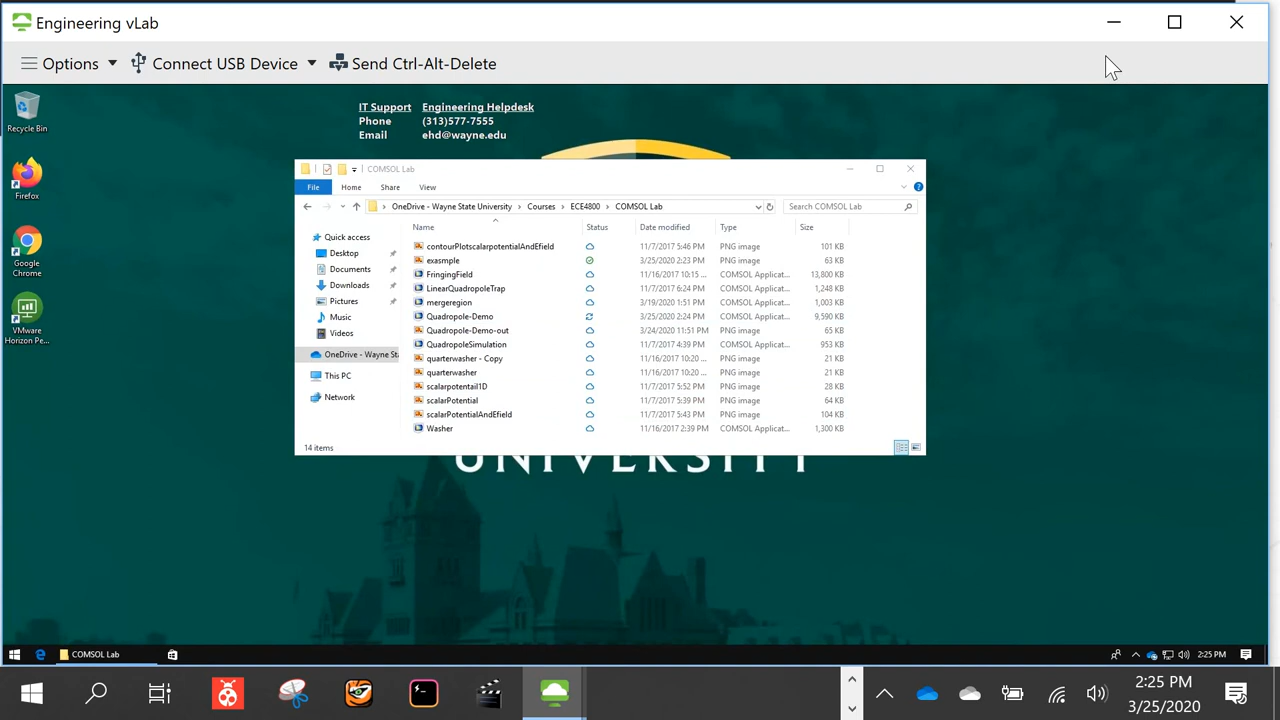 Engineering vLab
Options Connect USB Device Send Ctrl-Alt-Delete
Recycle Bin
Firefox
Google
Chrome
VMware
Horizon Pe...
IT Support Engineering Helpdesk
Phone (313)577-7555
Email ehd@wayne.edu
COMSOL Lab
File Home Share View
OneDrive - Wayne State University > Courses > ECE4800 > COMSOL Lab Search COMSOL Lab
Quick access
Desktop
Documents
Downloads
Pictures
Music
Videos
OneDrive - Wayne Sta
This PC
Network
Name Status Date modified Type Size
contourPlotscalarpotentialAndEfield 11/7/2017 5:46 PM PNG image 101 KB
exasmple 3/25/2020 2:23 PM PNG image 63 KB
FringingField 11/16/2017 10:15 ... COMSOL Applicat... 13,800 KB
LinearQuadropoleTrap 11/7/2017 6:24 PM COMSOL Applicat... 1,248 KB
mergeregion 3/19/2020 1:51 PM COMSOL Applicat... 1,003 KB
Quadropole-Demo 3/25/2020 2:24 PM COMSOL Applicat... 9,590 KB
Quadropole-Demo-out 3/24/2020 11:51 PM PNG image 65 KB
QuadropoleSimulation 11/7/2017 4:39 PM COMSOL Applicat... 953 KB
quarterwasher - Copy 11/16/2017 10:20 ... PNG image 21 KB
quarterwasher 11/16/2017 10:20 ... PNG image 21 KB
scalarpotentail1D 11/7/2017 5:52 PM PNG image 28 KB
scalarPotential 11/7/2017 5:39 PM PNG image 64 KB
scalarPotentialAndEfield 11/7/2017 5:43 PM PNG image 104 KB
Washer 11/16/2017 2:39 PM COMSOL Applicat... 1,300 KB
14 items
UNIVERSITY
COMSOL Lab 2:25 PM
2:25 PM
3/25/2020